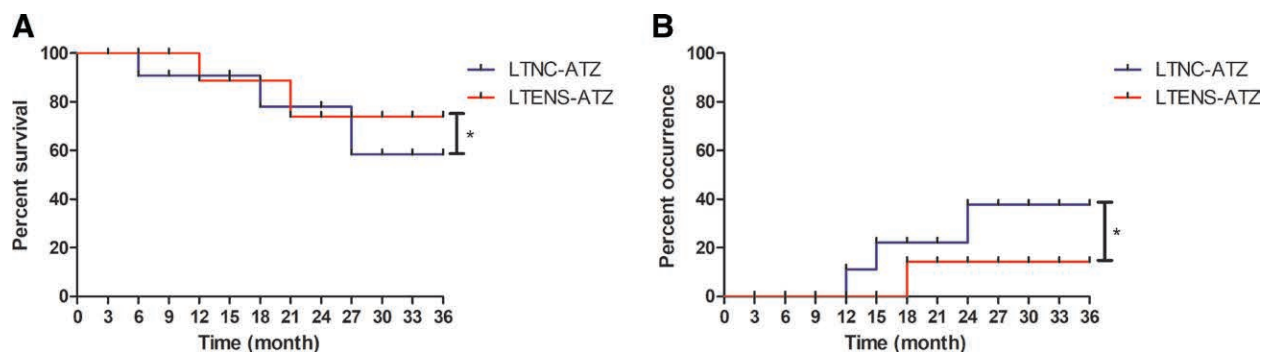 A
Percent survival
100
80
60
40
20
0
0 3 6 9 12 15 18 21 24 27 30 33 36
Time (month)
LTNC-ATZ
LTENS-ATZ
*
B
Percent occurrence
100
80
60
40
20
0
0 3 6 9 12 15 18 21 24 27 30 33 36
Time (month)
LTNC-ATZ
LTENS-ATZ
*